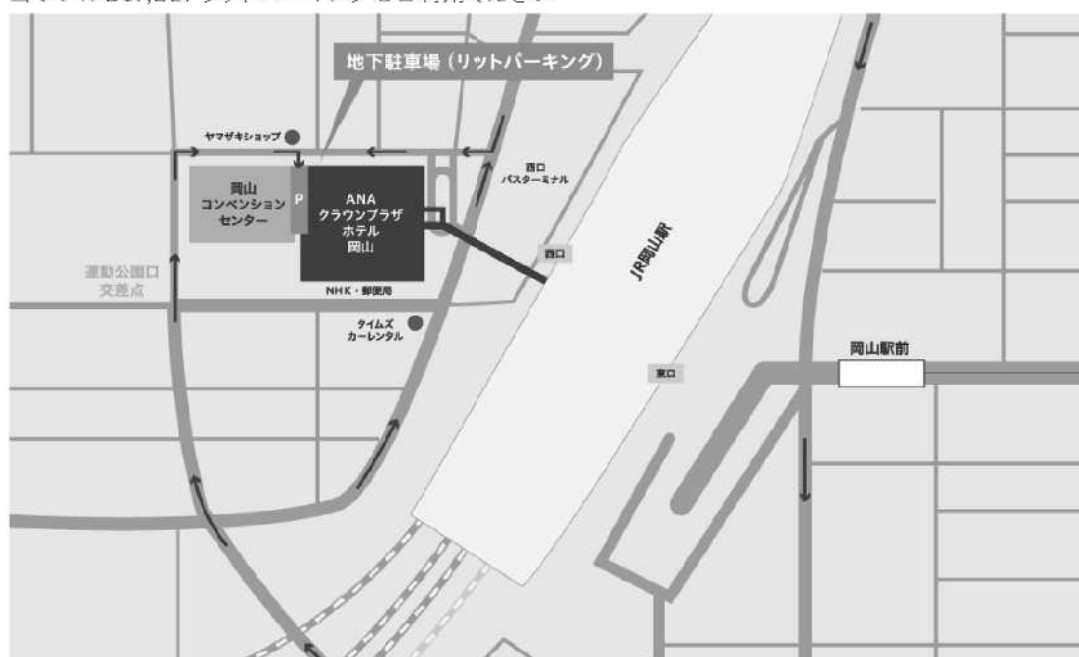 地下駐車場（リットパーキング）
ヤマザキショップ
西口
バスターミナル
岡山
コンベンション
センター
P
ANA
クラウンプラザ
ホテル
岡山
JR岡山駅
西口
運動公園口
交差点
NHK・郵便局
タイムズ
カーレンタル
岡山駅前
東口